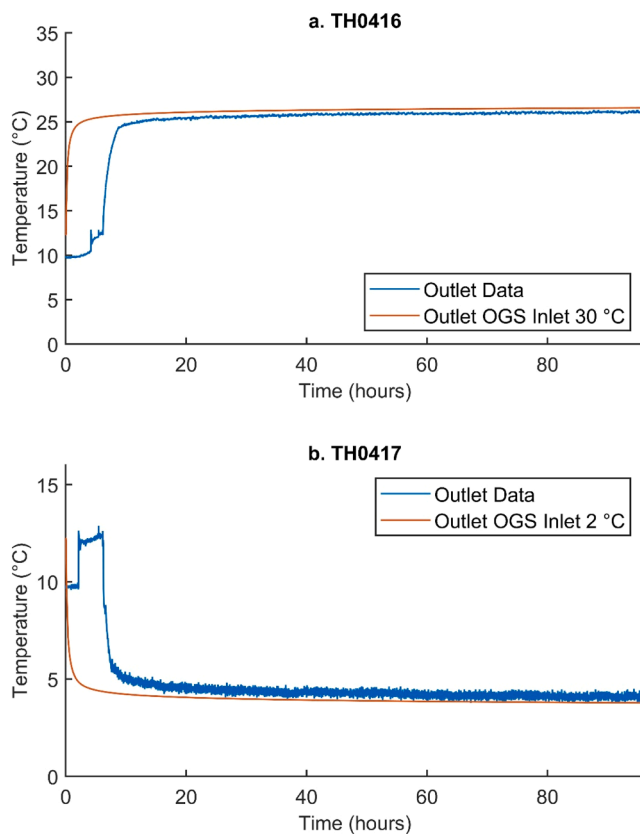 a. TH0416
35
30
25
20
15
10
5
0
Temperature (°C)
Outlet Data
Outlet OGS Inlet 30 °C
0 20 40 60 80
Time (hours)
b. TH0417
15
10
5
0
Temperature (°C)
Outlet Data
Outlet OGS Inlet 2 °C
0 20 40 60 80
Time (hours)